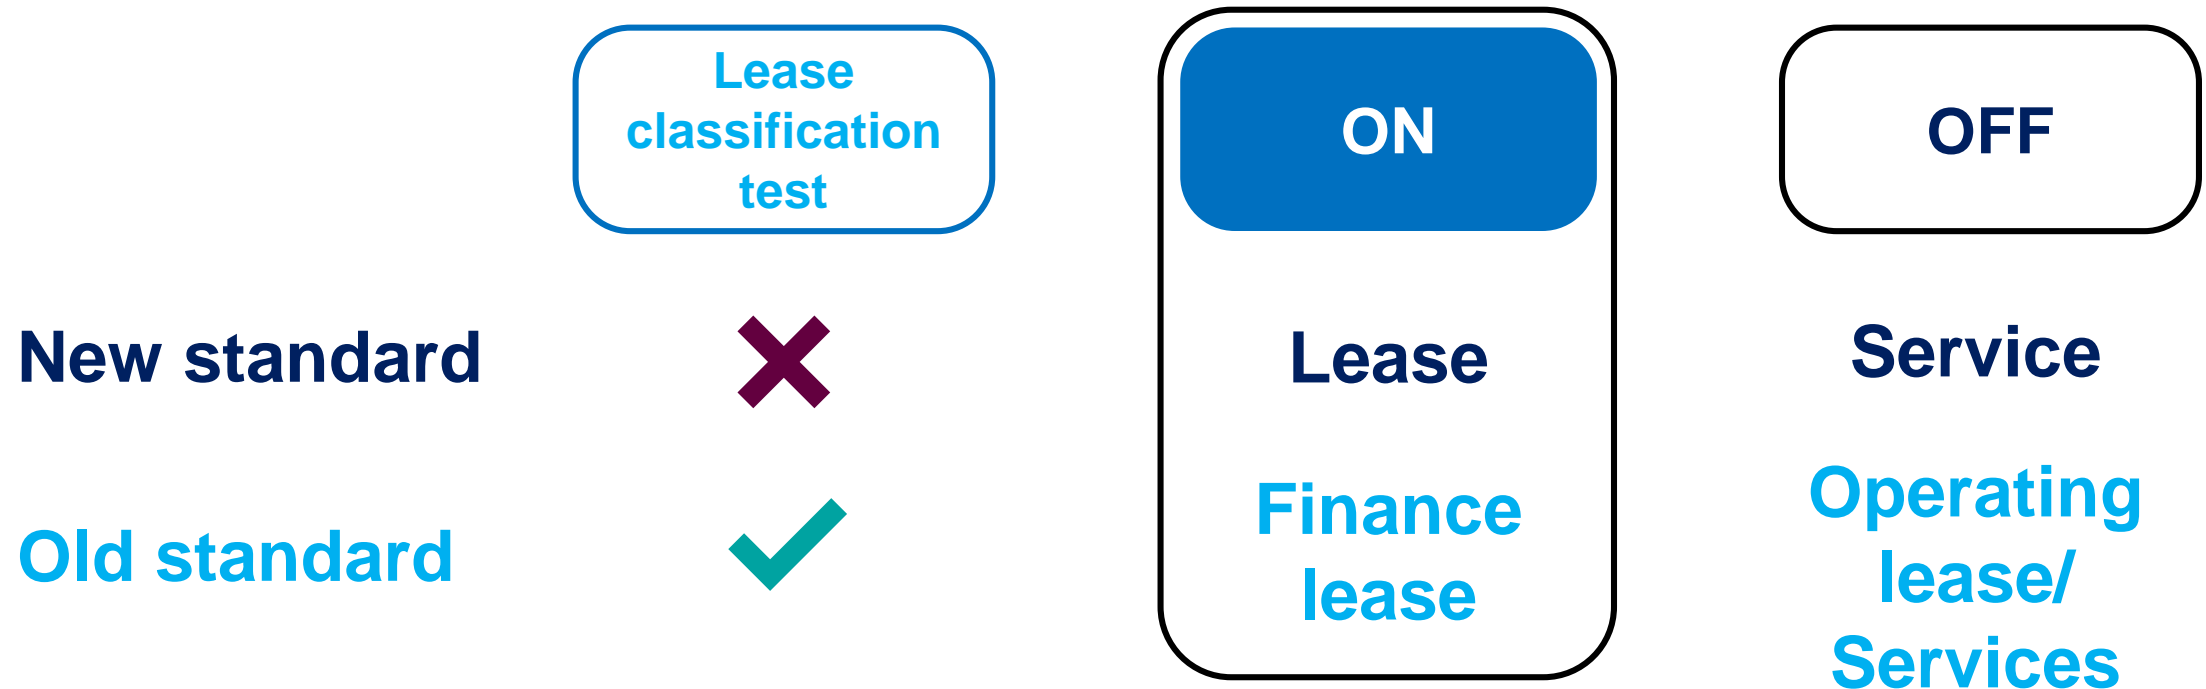 Lease
classification
test
ON
OFF
New standard
Lease
Service
Old standard
Finance
lease
Operating
lease/
Services